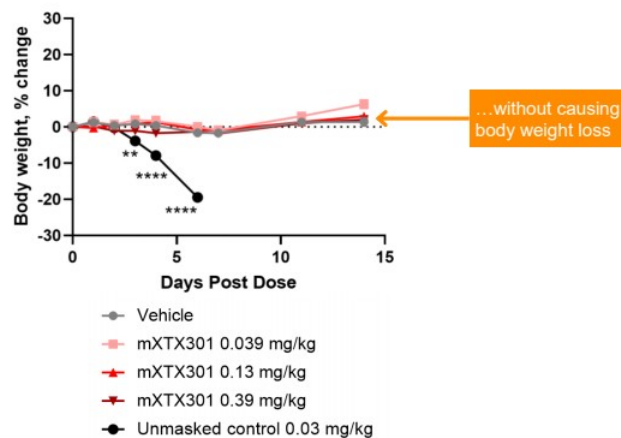 30
20
10
0
-10
-20
-30
Body weight, % change
**
****
****
0
5
10
15
Days Post Dose
...without causing
body weight loss
Vehicle
mXTX301 0.039 mg/kg
mXTX301 0.13 mg/kg
mXTX301 0.39 mg/kg
Unmasked control 0.03 mg/kg